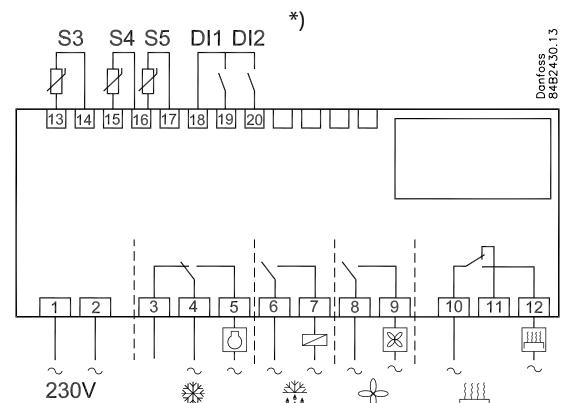 *)
S3 S4 S5 DI1 DI2
Danfoss
84B2430.13
13 14 15 16 17 18 19 20
1 2 3 4 5 6 7 8 9 10 11 12
230V